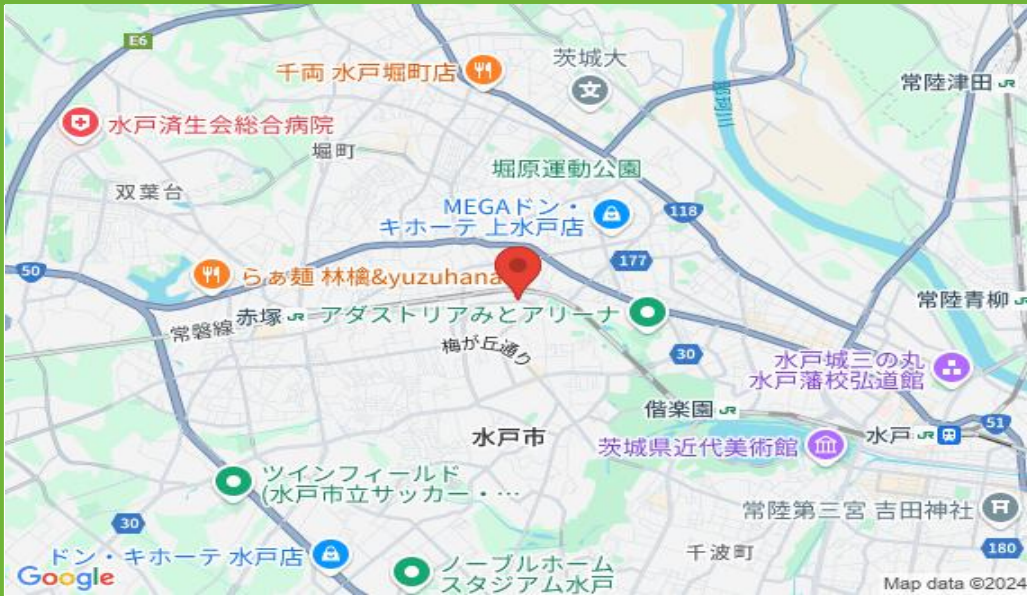 E6
千両 水戸堀町店
茨城大
常陸津田
水戸済生会総合病院
堀町
堀原運動公園
双葉台
MEGAドン・
キホーテ 上水戸店
118
177
50
らぁ麺 林檎&yuzuhana
常陸青柳
常磐線
赤塚
アダストリアみとアリーナ
梅が丘通り
30
水戸城三の丸
水戸藩校弘道館
偕楽園
51
水戸市
茨城県近代美術館
水戸
ツインフィールド
(水戸市立サッカー・…
常陸第三宮 吉田神社
30
千波町
180
ドン・キホーテ 水戸店
ノーブルホーム
スタジアム水戸
Google
Map data ©2024